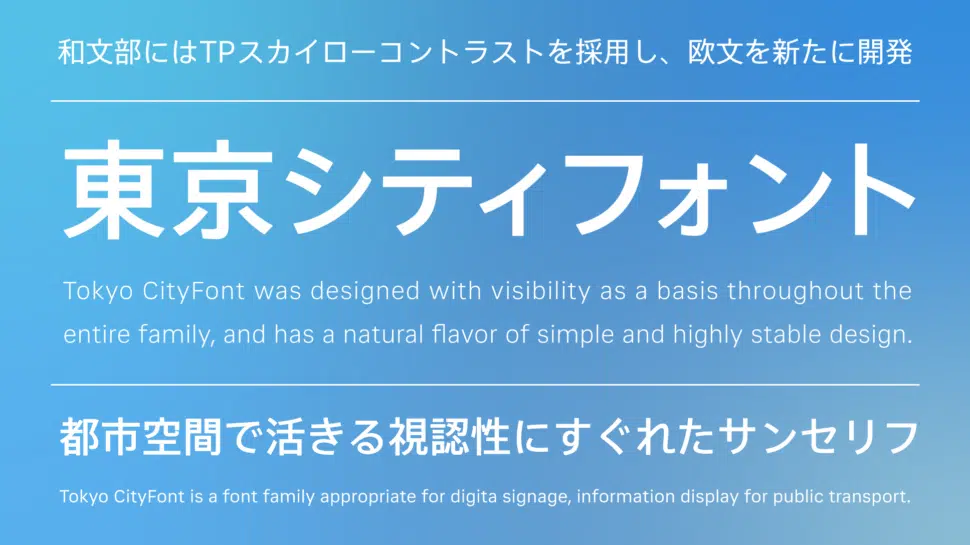 和文部にはTPスカイローコントラストを採用し、欧文を新たに開発
東京シティフォント
Tokyo CityFont was designed with visibility as a basis throughout the
entire family, and has a natural flavor of simple and highly stable design.
都市空間で活きる視認性にすぐれたサンセリフ
Tokyo CityFont is a font family appropriate for digita signage, information display for public transport.